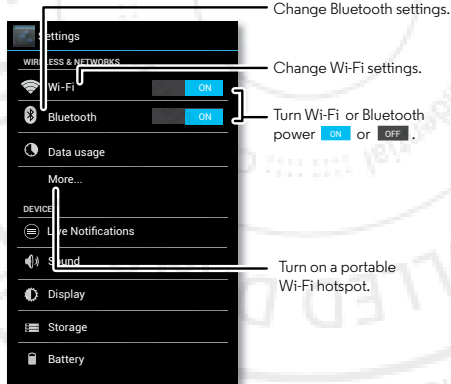 Change Bluetooth settings.
Settings
WIRELESS & NETWORKS
Wi-Fi
ON
Change Wi-Fi settings.
Bluetooth
ON
Turn Wi-Fi or Bluetooth
power ON or OFF .
Data usage
More...
DEVICE
Live Notifications
Sound
Turn on a portable
Wi-Fi hotspot.
Display
Storage
Battery